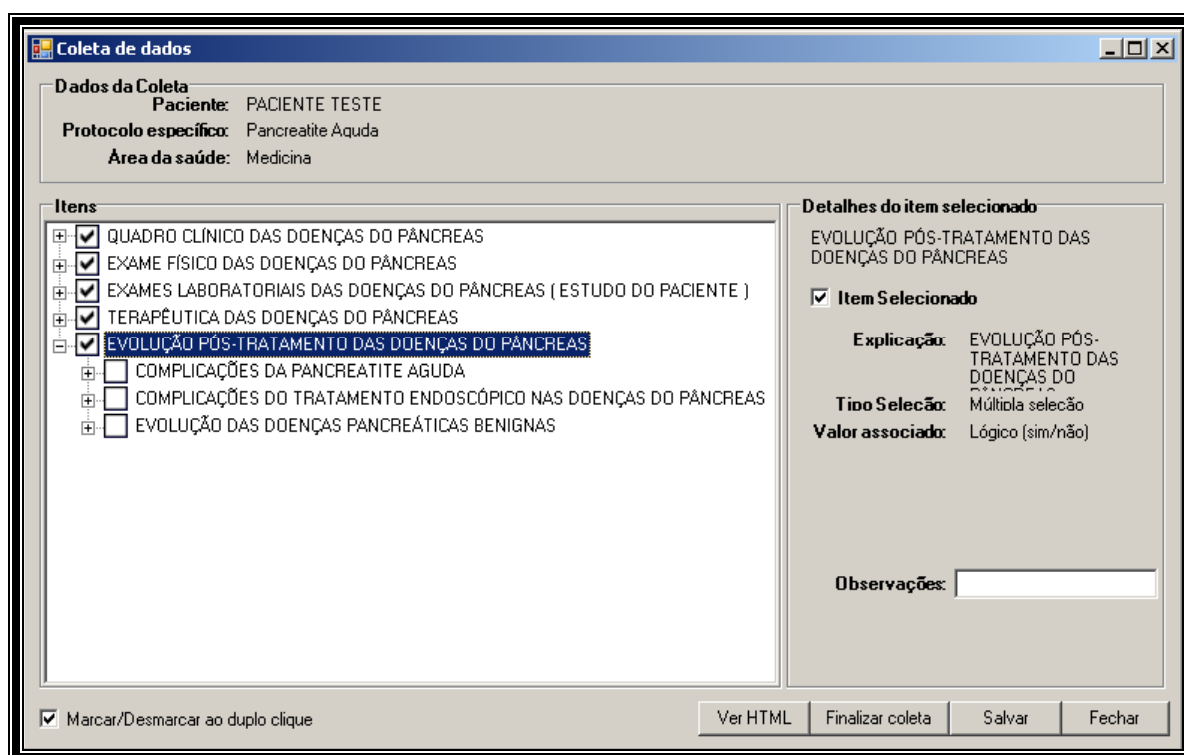 Coleta de dados
Dados da Coleta
Paciente: PACIENTE TESTE
Protocolo específico: Pancreatite Aguda
Área da saúde: Medicina
Itens
QUADRO CLÍNICO DAS DOENÇAS DO PÂNCREAS
EXAME FÍSICO DAS DOENÇAS DO PÂNCREAS
EXAMES LABORATORIAIS DAS DOENÇAS DO PÂNCREAS ( ESTUDO DO PACIENTE )
TERAPÊUTICA DAS DOENÇAS DO PÂNCREAS
EVOLUÇÃO PÓS-TRATAMENTO DAS DOENÇAS DO PÂNCREAS
COMPLICAÇÕES DA PANCREATITE AGUDA
COMPLICAÇÕES DO TRATAMENTO ENDOSCÓPICO NAS DOENÇAS DO PÂNCREAS
EVOLUÇÃO DAS DOENÇAS PANCREÁTICAS BENIGNAS
Detalhes do item selecionado
EVOLUÇÃO PÓS-TRATAMENTO DAS
DOENÇAS DO PÂNCREAS
Item Selecionado
Explicação: EVOLUÇÃO PÓS-
TRATAMENTO DAS
DOENÇAS DO
Tipo Seleção: Múltipla seleção
Valor associado: Lógico (sim/não)
Observações:
Marcar/Desmarcar ao duplo clique
Ver HTML
Finalizar coleta
Salvar
Fechar